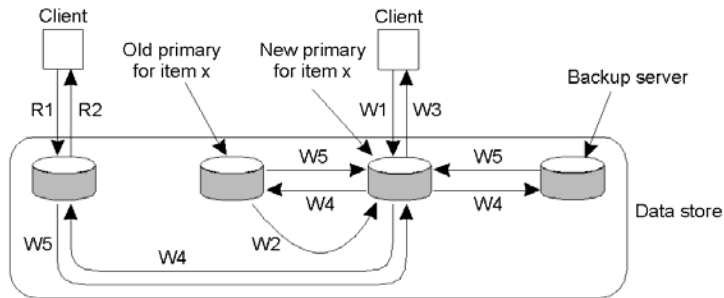 Client
Client
Old primary
for item x
New primary
for item x
Backup server
R1
R2
W1
W3
W5
W5
W4
W4
W5
W4
W2
Data store